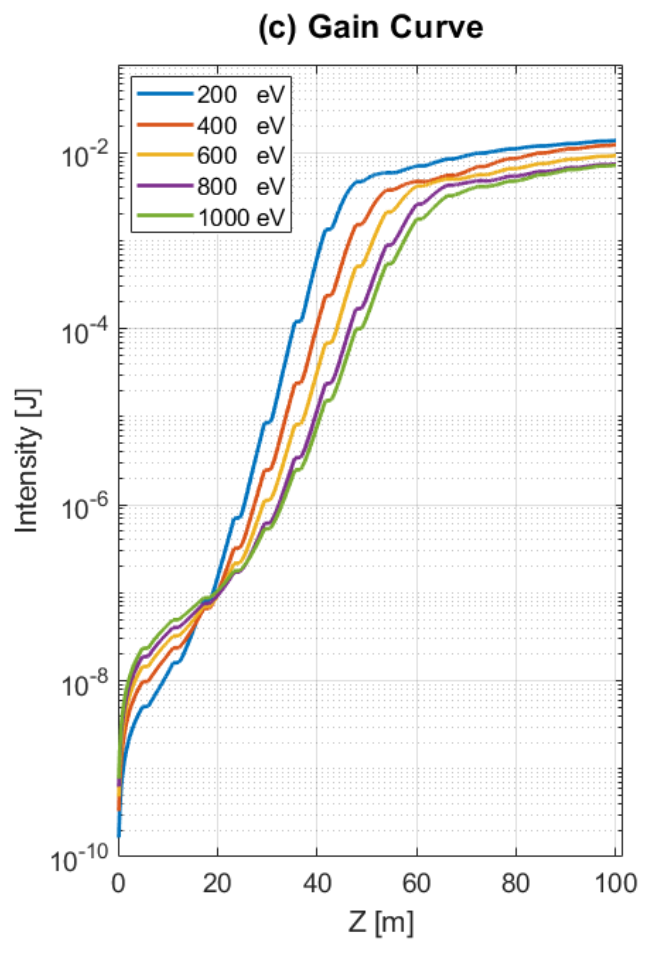 (c) Gain Curve
200 eV
400 eV
600 eV
800 eV
1000 eV
Intensity [J]
10^-2
10^-4
10^-6
10^-8
10^-10
0 20 40 60 80 100
Z [m]